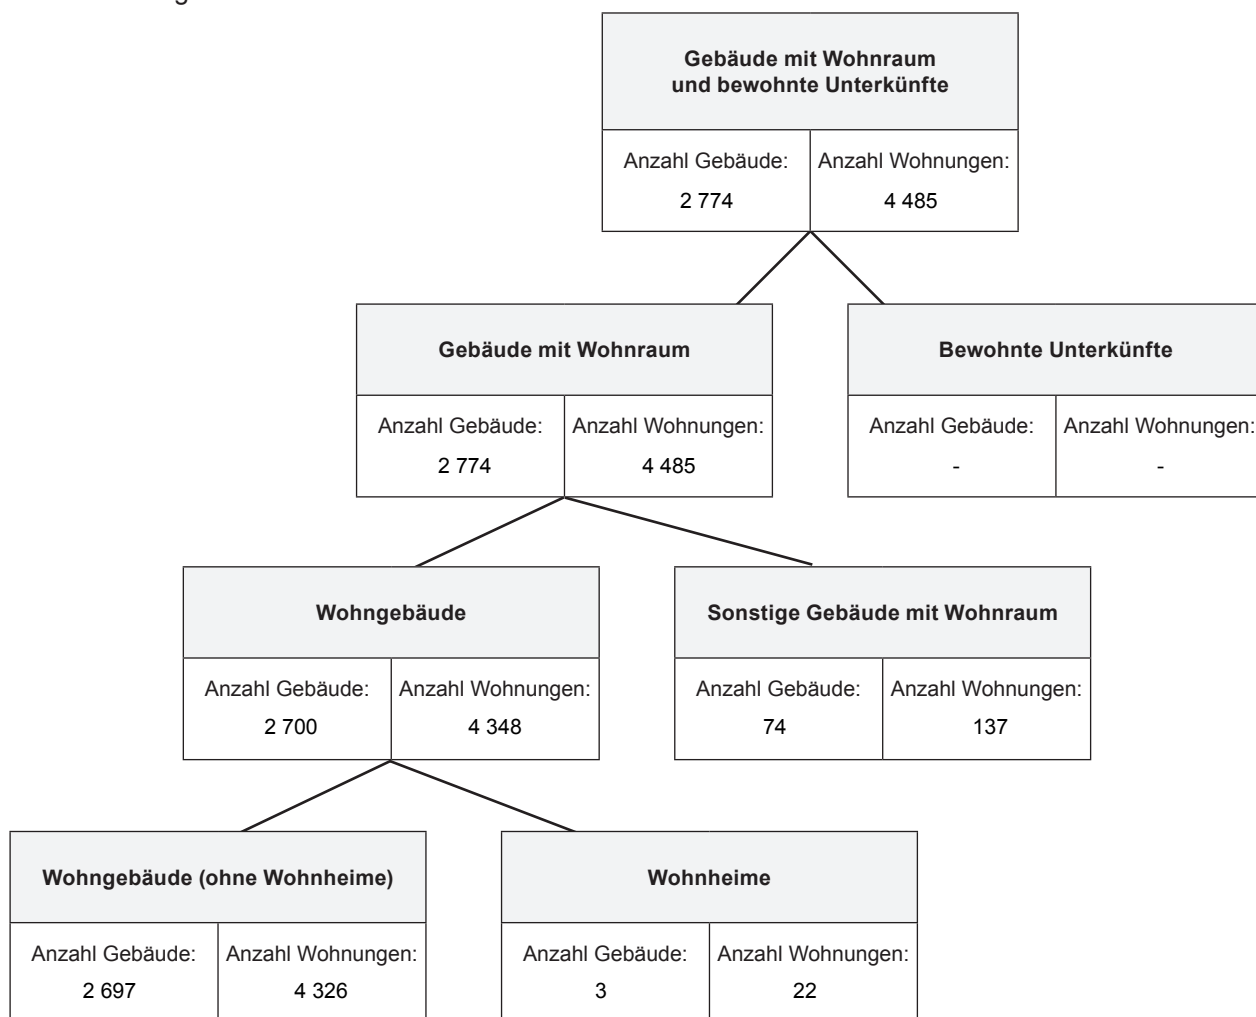 Gebäude mit Wohnraum
und bewohnte Unterkünfte
Anzahl Gebäude: Anzahl Wohnungen:
2 774 4 485
Gebäude mit Wohnraum
Anzahl Gebäude: Anzahl Wohnungen:
2 774 4 485
Bewohnte Unterkünfte
Anzahl Gebäude: Anzahl Wohnungen:
- -
Wohngebäude
Anzahl Gebäude: Anzahl Wohnungen:
2 700 4 348
Sonstige Gebäude mit Wohnraum
Anzahl Gebäude: Anzahl Wohnungen:
74 137
Wohngebäude (ohne Wohnheime)
Anzahl Gebäude: Anzahl Wohnungen:
2 697 4 326
Wohnheime
Anzahl Gebäude: Anzahl Wohnungen:
3 22